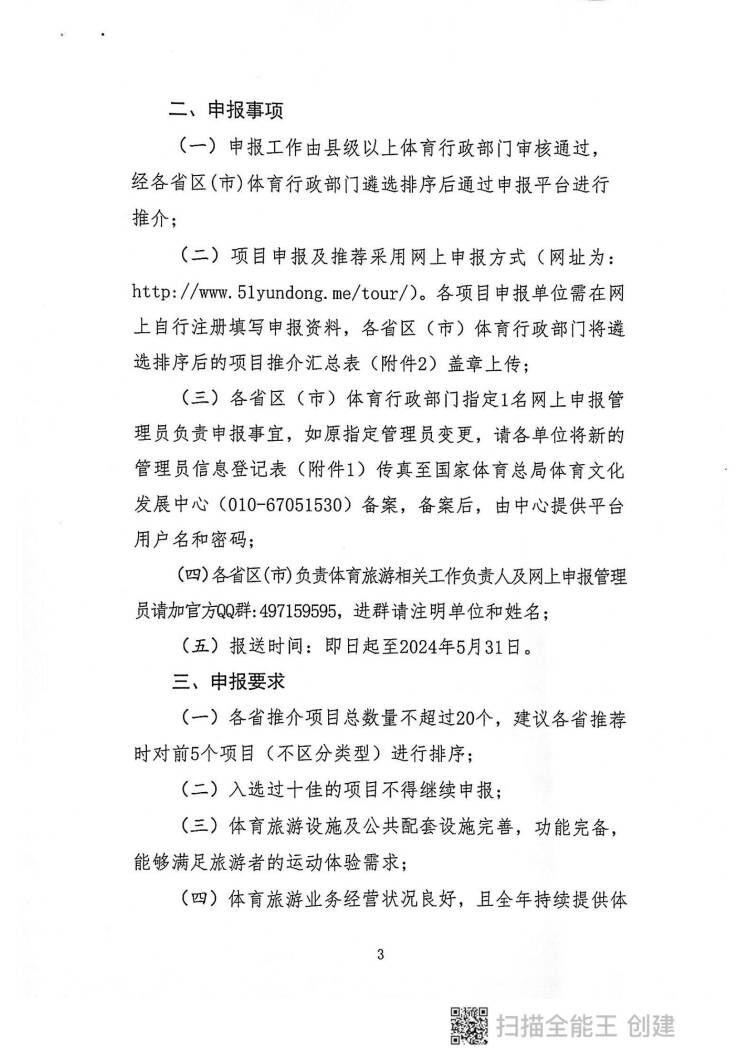 二、申报事项
（一）申报工作由县级以上体育行政部门审核通过，
经各省区(市)体育行政部门遴选排序后通过申报平台进行
推介；
（二）项目申报及推荐采用网上申报方式（网址为：
http://www.51yundong.me/tour/）。各项目申报单位需在网
上自行注册填写申报资料，各省区（市）体育行政部门将遴
选排序后的项目推介汇总表（附件2）盖章上传；
（三）各省区（市）体育行政部门指定1名网上申报管
理员负责申报事宜，如原指定管理员变更，请各单位将新的
管理员信息登记表（附件1）传真至国家体育总局体育文化
发展中心（010-67051530）备案，备案后，由中心提供平台
用户名和密码；
（四)各省区(市)负责体育旅游相关工作负责人及网上申报管理
员请加官方QQ群:497159595，进群请注明单位和姓名；
（五）报送时间：即日起至2024年5月31日。
三、申报要求
（一）各省推介项目总数量不超过20个，建议各省推荐
时对前5个项目（不区分类型）进行排序；
（二）入选过十佳的项目不得继续申报；
（三）体育旅游设施及公共配套设施完善，功能完备，
能够满足旅游者的运动体验需求；
（四）体育旅游业务经营状况良好，且全年持续提供体
3
扫描全能王 创建